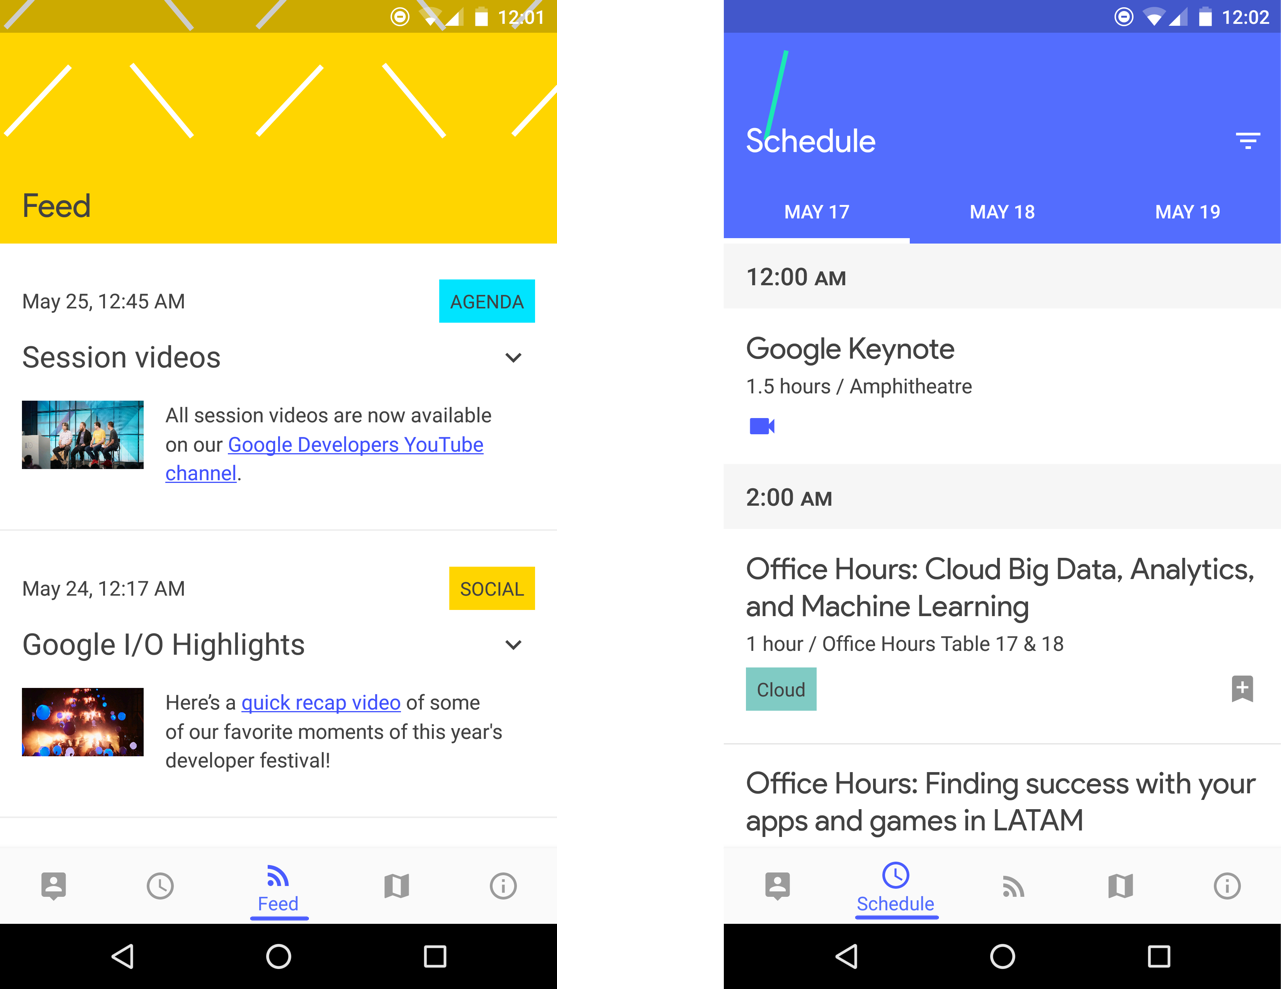 12:01
Feed
May 25, 12:45 AM
AGENDA
Session videos
All session videos are now available
on our Google Developers YouTube
channel.
May 24, 12:17 AM
SOCIAL
Google I/O Highlights
Here’s a quick recap video of some
of our favorite moments of this year's
developer festival!
Feed
12:02
Schedule
MAY 17
MAY 18
MAY 19
12:00 AM
Google Keynote
1.5 hours / Amphitheatre
2:00 AM
Office Hours: Cloud Big Data, Analytics,
and Machine Learning
1 hour / Office Hours Table 17 & 18
Cloud
Office Hours: Finding success with your
apps and games in LATAM
Schedule